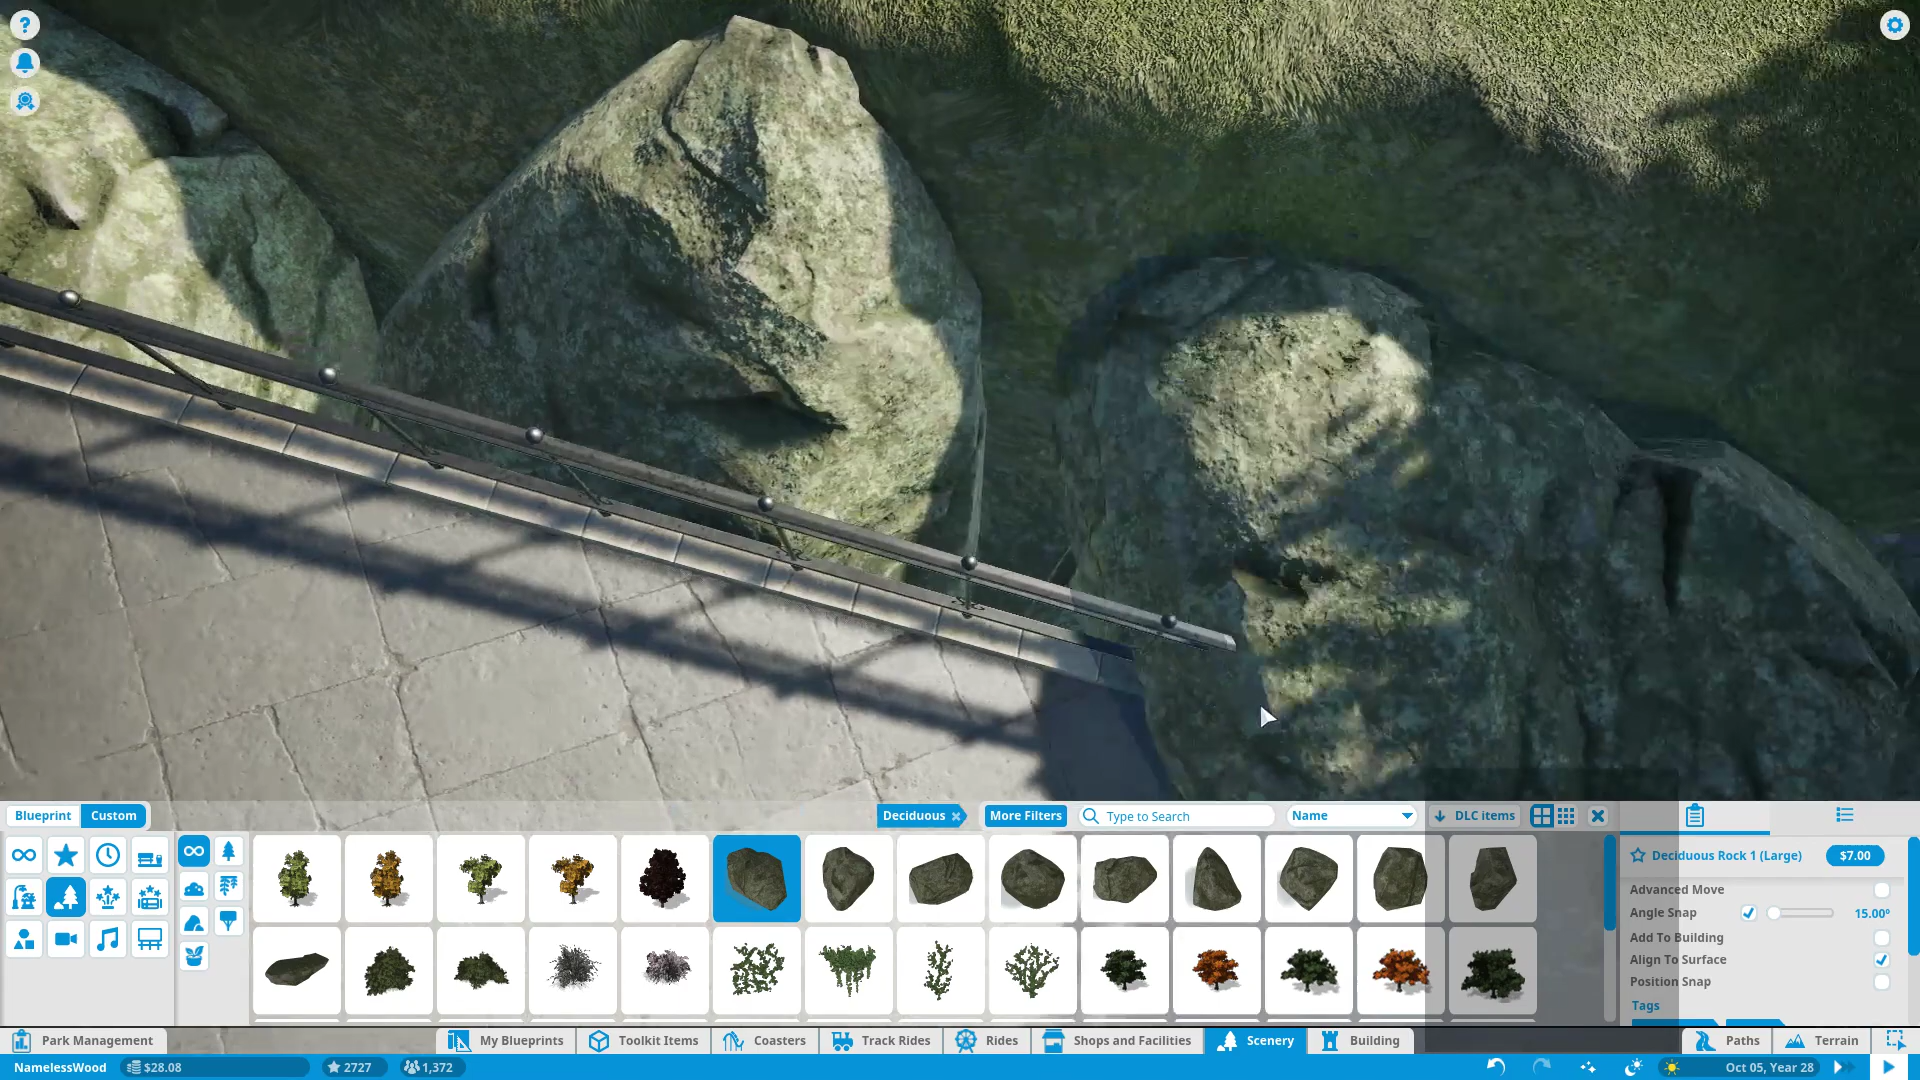 ?
Blueprint Custom Deciduous × More Filters Type to Search Name DLC items
Deciduous Rock 1 (Large) $7.00
Advanced Move
Angle Snap 15.00°
Add To Building
Align To Surface
Position Snap
Tags
Park Management My Blueprints Toolkit Items Coasters Track Rides Rides Shops and Facilities Scenery Building Paths Terrain
NamelessWood $28.08 2727 1,372 Oct 05, Year 28